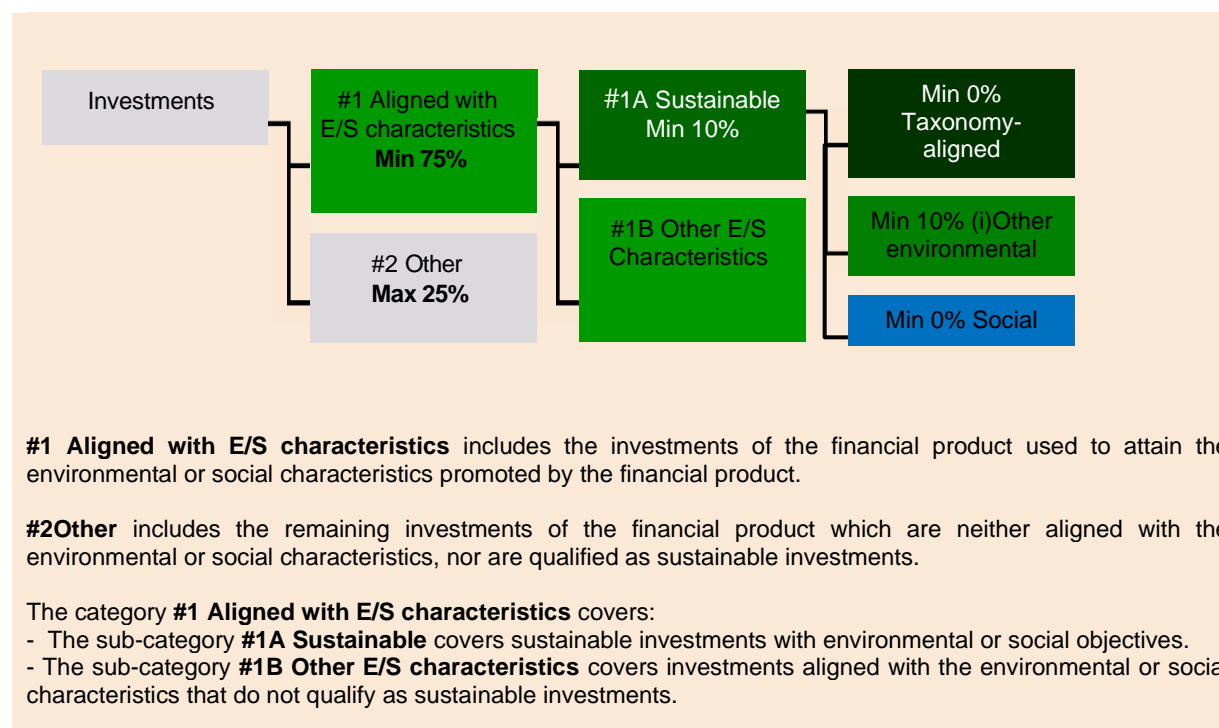 Investments
#1 Aligned with
E/S characteristics
Min 75%
#2 Other
Max 25%
#1A Sustainable
Min 10%
#1B Other E/S
Characteristics
Min 0%
Taxonomy-
aligned
Min 10% (i)Other
environmental
Min 0% Social
#1 Aligned with E/S characteristics includes the investments of the financial product used to attain the
environmental or social characteristics promoted by the financial product.
#2Other includes the remaining investments of the financial product which are neither aligned with the
environmental or social characteristics, nor are qualified as sustainable investments.
The category #1 Aligned with E/S characteristics covers:
- The sub-category #1A Sustainable covers sustainable investments with environmental or social objectives.
- The sub-category #1B Other E/S characteristics covers investments aligned with the environmental or social
characteristics that do not qualify as sustainable investments.